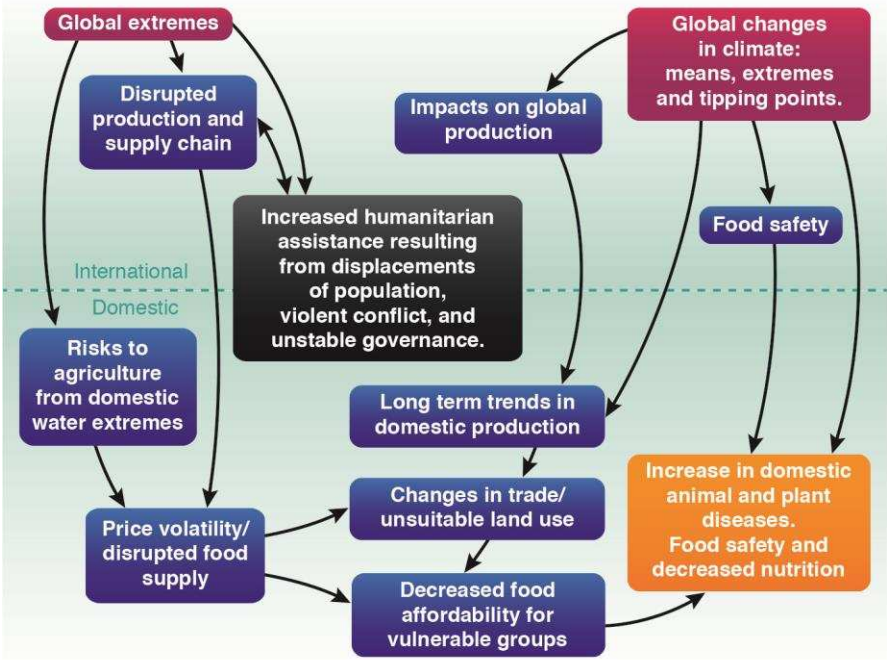 Global extremes
Disrupted
production and
supply chain
Impacts on global
production
Global changes
in climate:
means, extremes
and tipping points.
Increased humanitarian
assistance resulting
from displacements
of population,
violent conflict, and
unstable governance.
Food safety
International
Domestic
Risks to
agriculture
from domestic
water extremes
Long term trends in
domestic production
Price volatility/
disrupted food
supply
Changes in trade/
unsuitable land use
Increase in domestic
animal and plant
diseases.
Food safety and
decreased nutrition
Decreased food
affordability for
vulnerable groups